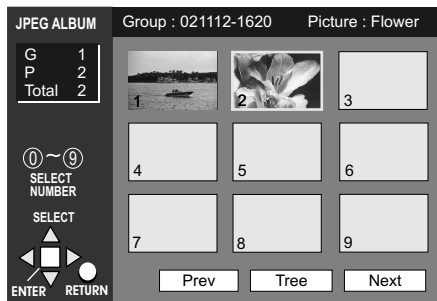 JPEG ALBUM
Group : 021112-1620 Picture : Flower
G 1
P 2
Total 2
1 2 3
4 5 6
7 8 9
0~9
SELECT
NUMBER
SELECT
ENTER RETURN
Prev Tree Next